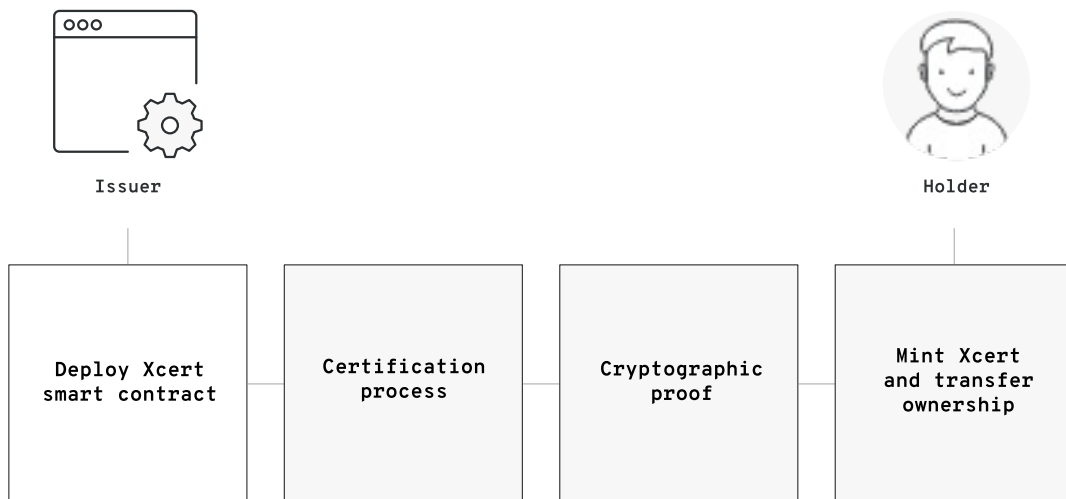 Issuer
Holder
Deploy Xcert
smart contract
Certification
process
Cryptographic
proof
Mint Xcert
and transfer
ownership